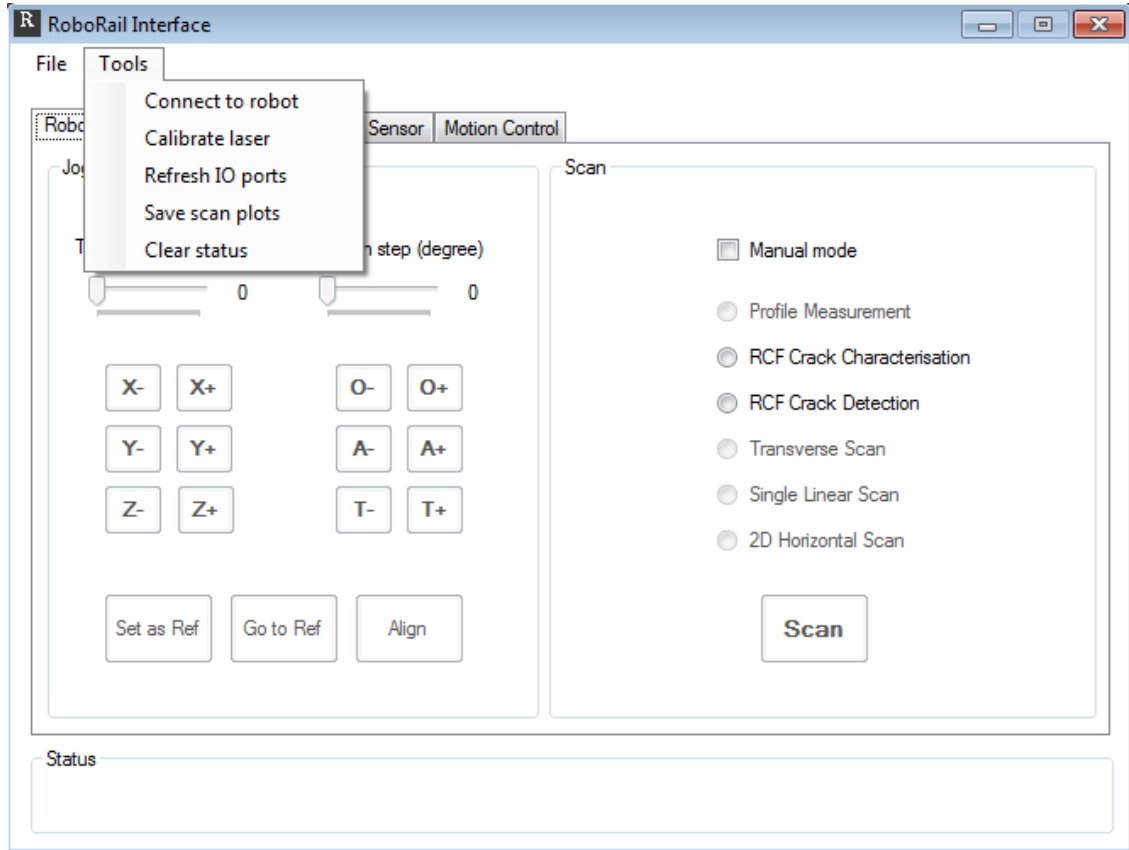 R RoboRail Interface
File Tools
Connect to robot
Calibrate laser
Refresh IO ports
Save scan plots
Clear status
Sensor Motion Control
Scan
step (degree)
0 0
X- X+ O- O+
Y- Y+ A- A+
Z- Z+ T- T+
Set as Ref Go to Ref Align
Manual mode
Profile Measurement
RCF Crack Characterisation
RCF Crack Detection
Transverse Scan
Single Linear Scan
2D Horizontal Scan
Scan
Status